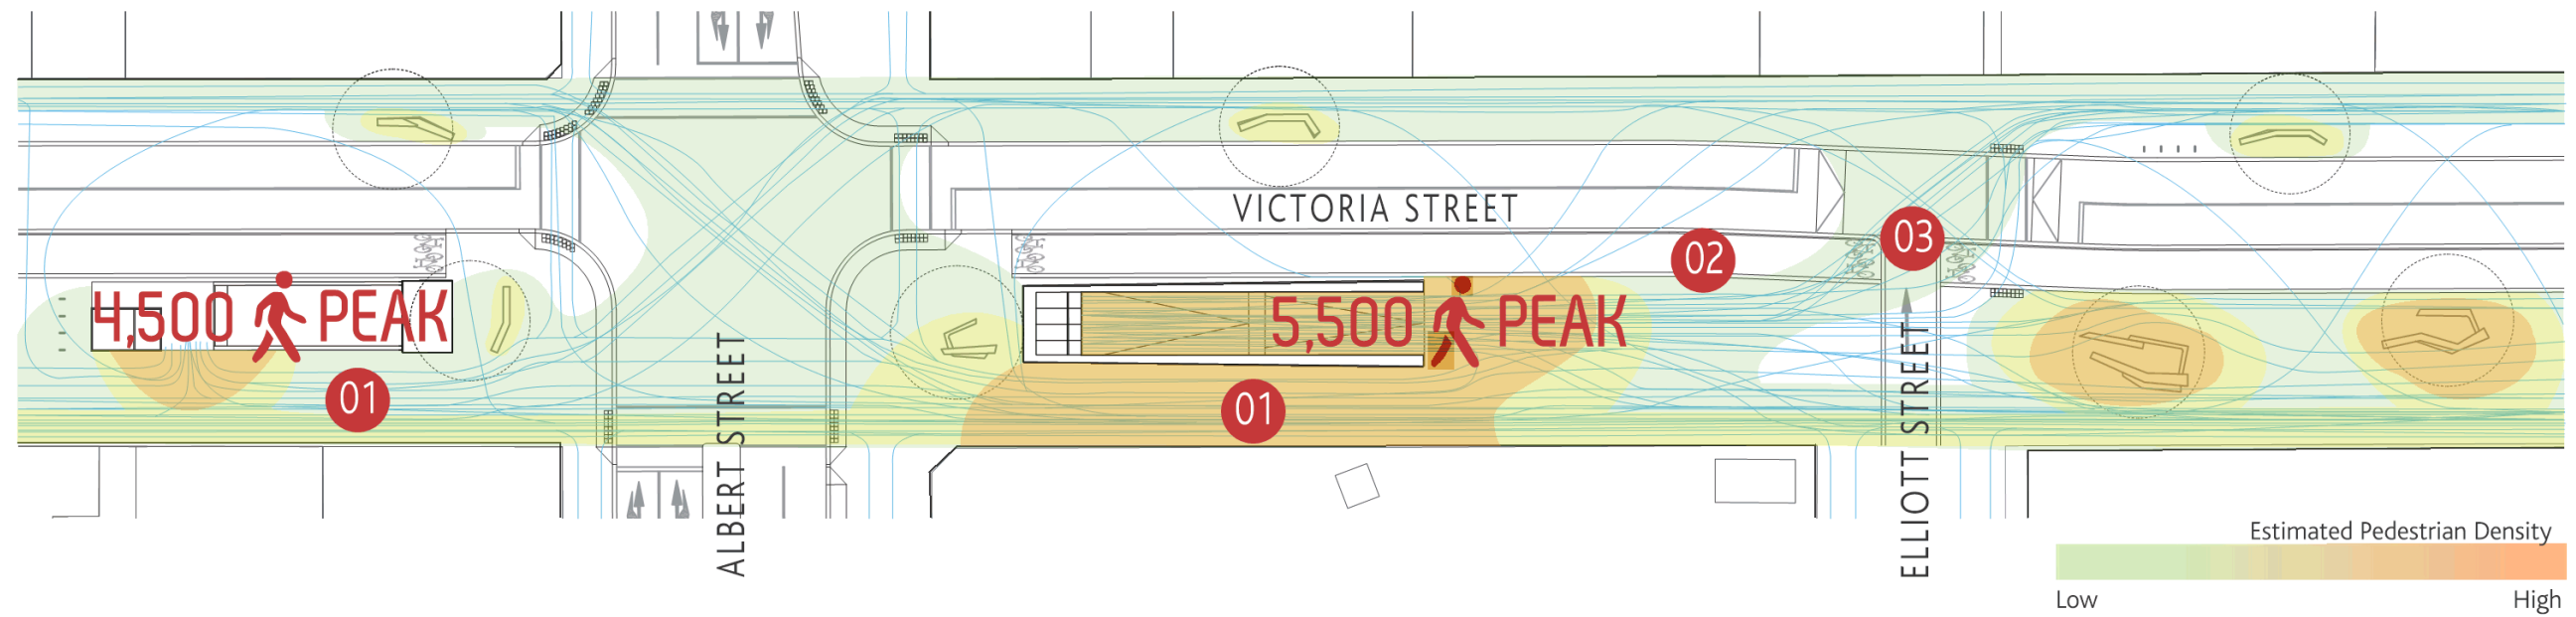 VICTORIA STREET
02
03
4,500 PEAK
5,500 PEAK
01
01
ALBERT STREET
ELLIOTT STREET
Estimated Pedestrian Density
Low
High